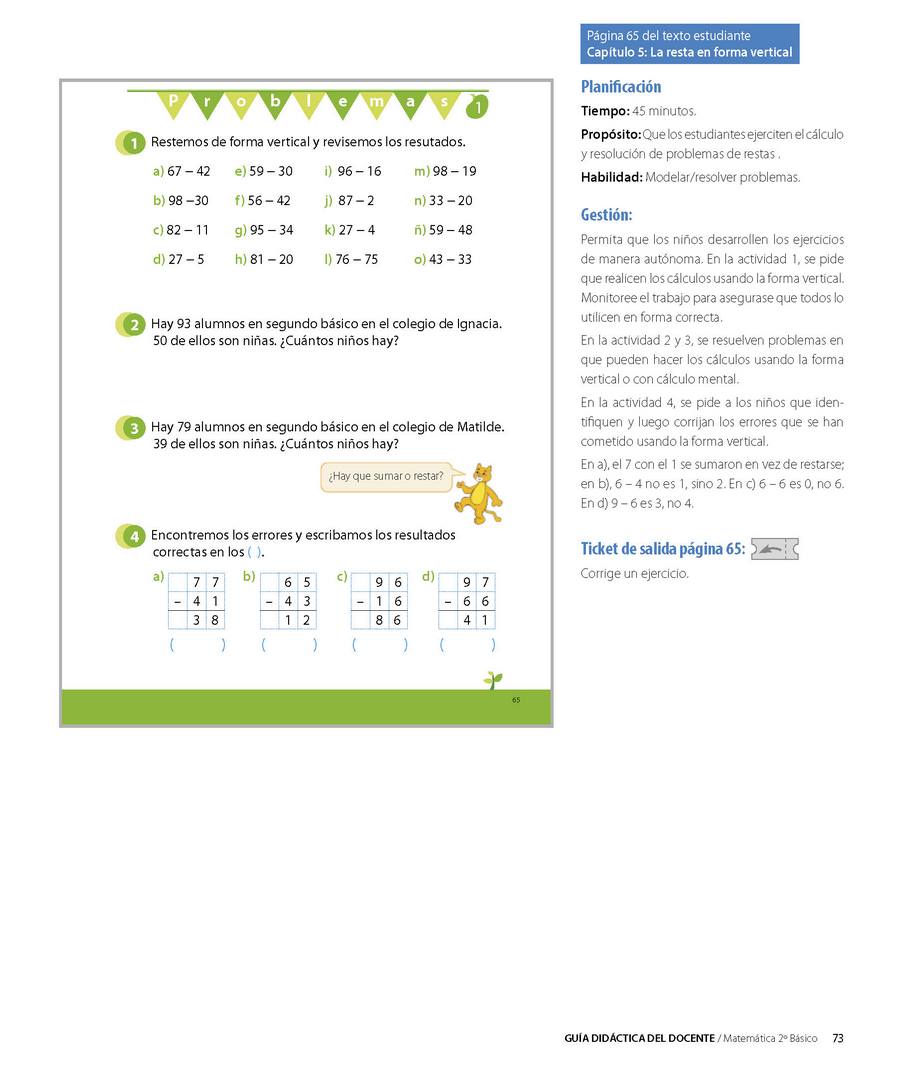 Página 65 del texto estudiante
Capítulo 5: La resta en forma vertical
Problemas 1
1 Restemos de forma vertical y revisemos los resutados.
a) 67 – 42 e) 59 – 30 i) 96 – 16 m) 98 – 19
b) 98 –30 f) 56 – 42 j) 87 – 2 n) 33 – 20
c) 82 – 11 g) 95 – 34 k) 27 – 4 ñ) 59 – 48
d) 27 – 5 h) 81 – 20 l) 76 – 75 o) 43 – 33
2 Hay 93 alumnos en segundo básico en el colegio de Ignacia.
50 de ellos son niñas. ¿Cuántos niños hay?
3 Hay 79 alumnos en segundo básico en el colegio de Matilde.
39 de ellos son niñas. ¿Cuántos niños hay?
¿Hay que sumar o restar?
4 Encontremos los errores y escribamos los resultados
correctas en los ( ).
a) b) c) d)
7 7 6 5 9 6 9 7
– 4 1 – 4 3 – 1 6 – 6 6
3 8 1 2 8 6 4 1
( ) ( ) ( ) ( )
65
Planificación
Tiempo: 45 minutos.
Propósito: Que los estudiantes ejerciten el cálculo
y resolución de problemas de restas .
Habilidad: Modelar/resolver problemas.
Gestión:
Permita que los niños desarrollen los ejercicios
de manera autónoma. En la actividad 1, se pide
que realicen los cálculos usando la forma vertical.
Monitoree el trabajo para asegurase que todos lo
utilicen en forma correcta.
En la actividad 2 y 3, se resuelven problemas en
que pueden hacer los cálculos usando la forma
vertical o con cálculo mental.
En la actividad 4, se pide a los niños que iden-
tifiquen y luego corrijan los errores que se han
cometido usando la forma vertical.
En a), el 7 con el 1 se sumaron en vez de restarse;
en b), 6 – 4 no es 1, sino 2. En c) 6 – 6 es 0, no 6.
En d) 9 – 6 es 3, no 4.
Ticket de salida página 65:
Corrige un ejercicio.
GUÍA DIDÁCTICA DEL DOCENTE / Matemática 2º Básico 73